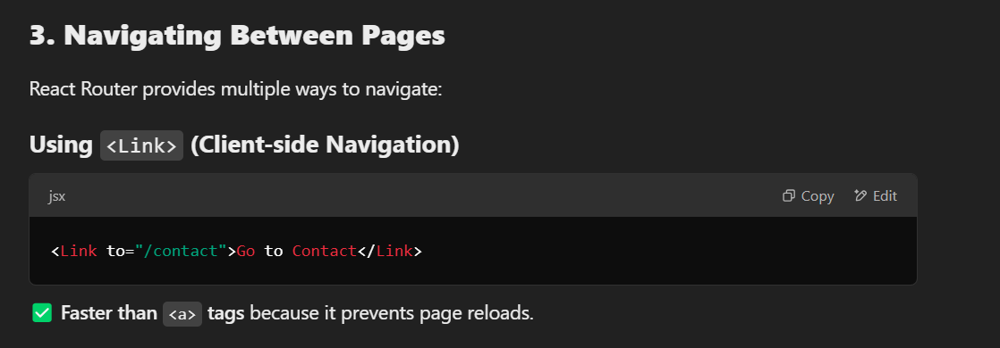 3. Navigating Between Pages
React Router provides multiple ways to navigate:
Using <Link> (Client-side Navigation)
jsx Copy Edit
<Link to="/contact">Go to Contact</Link>
✅ Faster than <a> tags because it prevents page reloads.